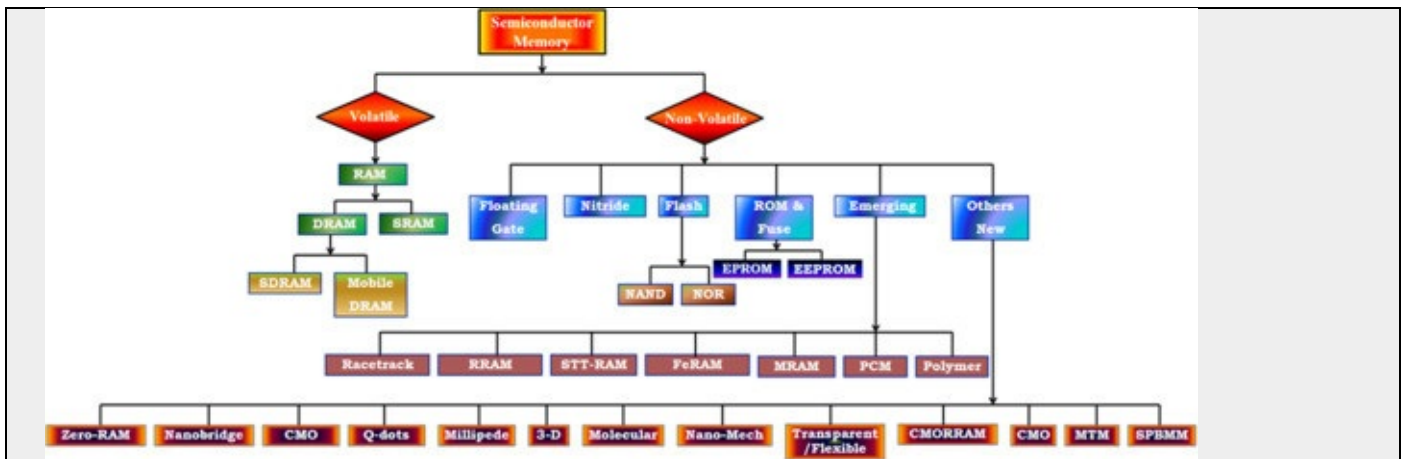 Semiconductor
Memory
Volatile
Non-Volatile
RAM
DRAM
SRAM
SDRAM
Mobile
DRAM
Floating
Gate
Nitride
Flash
ROM &
Fuse
Emerging
Others
New
EPROM
EEPROM
NAND
NOR
Racetrack
RRAM
STT-RAM
FeRAM
MRAM
PCM
Polymer
Zero-RAM
Nanobridge
CMO
Q-dots
Millipede
3-D
Molecular
Nano-Mech
Transparent
/Flexible
CMORRAM
CMO
MTM
SPBMM